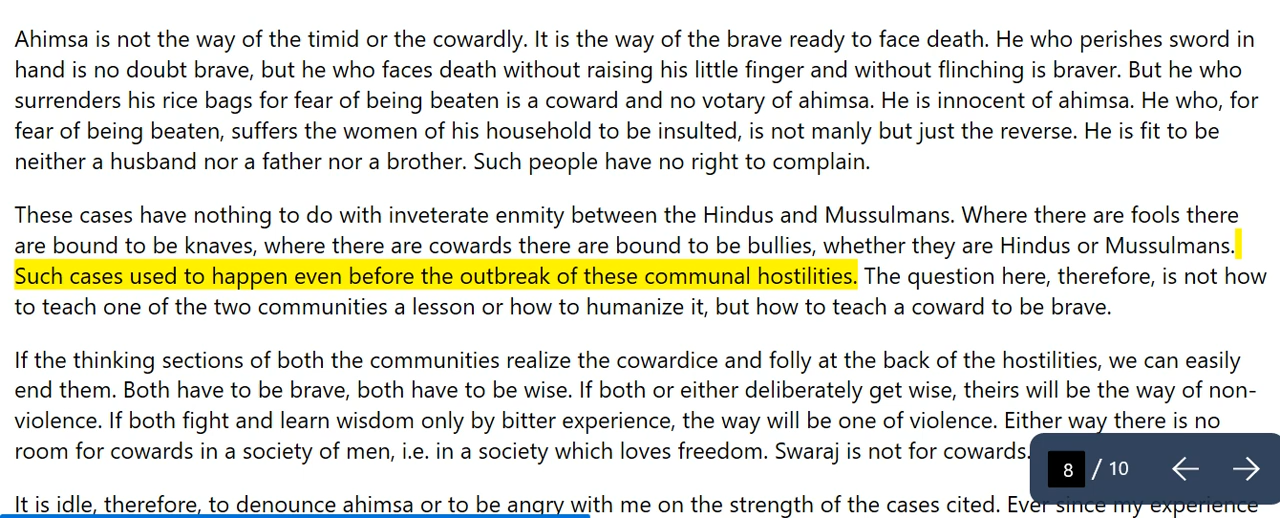 Ahimsa is not the way of the timid or the cowardly. It is the way of the brave ready to face death. He who perishes sword in
hand is no doubt brave, but he who faces death without raising his little finger and without flinching is braver. But he who
surrenders his rice bags for fear of being beaten is a coward and no votary of ahimsa. He is innocent of ahimsa. He who, for
fear of being beaten, suffers the women of his household to be insulted, is not manly but just the reverse. He is fit to be
neither a husband nor a father nor a brother. Such people have no right to complain.
These cases have nothing to do with inveterate enmity between the Hindus and Mussulmans. Where there are fools there
are bound to be knaves, where there are cowards there are bound to be bullies, whether they are Hindus or Mussulmans.
Such cases used to happen even before the outbreak of these communal hostilities. The question here, therefore, is not how
to teach one of the two communities a lesson or how to humanize it, but how to teach a coward to be brave.
If the thinking sections of both the communities realize the cowardice and folly at the back of the hostilities, we can easily
end them. Both have to be brave, both have to be wise. If both or either deliberately get wise, theirs will be the way of non-
violence. If both fight and learn wisdom only by bitter experience, the way will be one of violence. Either way there is no
room for cowards in a society of men, i.e. in a society which loves freedom. Swaraj is not for cowards.
8 / 10
It is idle, therefore, to denounce ahimsa or to be angry with me on the strength of the cases cited. Ever since my experience